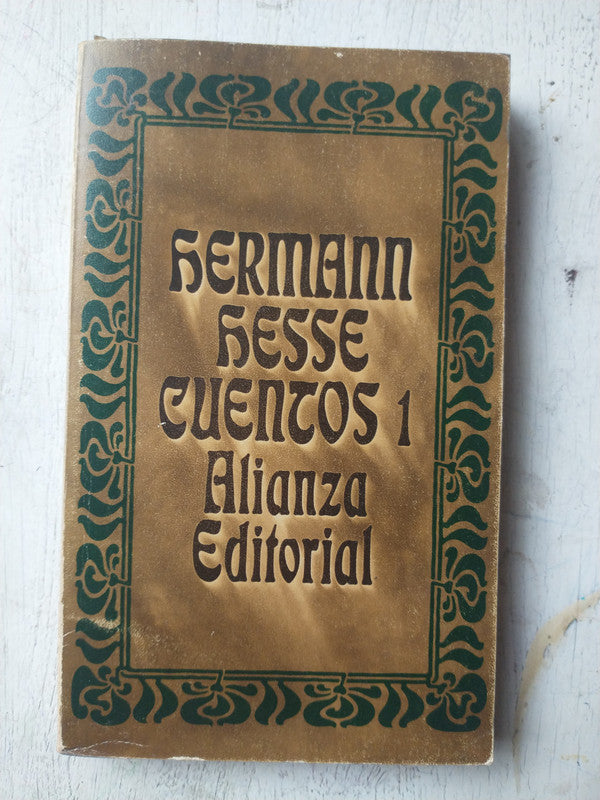 HERMANN
HESSE
CUENTOS 1
Alianza
Editorial